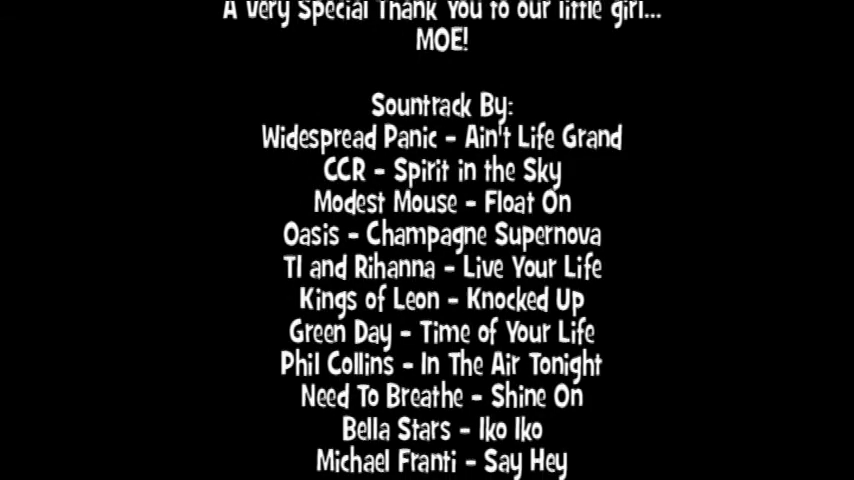 A Very Special Thank You to our little girl...
MOE!
Sountrack By:
Widespread Panic - Ain't Life Grand
CCR - Spirit in the Sky
Modest Mouse - Float On
Oasis - Champagne Supernova
TI and Rihanna - Live Your Life
Kings of Leon - Knocked Up
Green Day - Time of Your Life
Phil Collins - In The Air Tonight
Need To Breathe - Shine On
Bella Stars - Iko Iko
Michael Franti - Say Hey